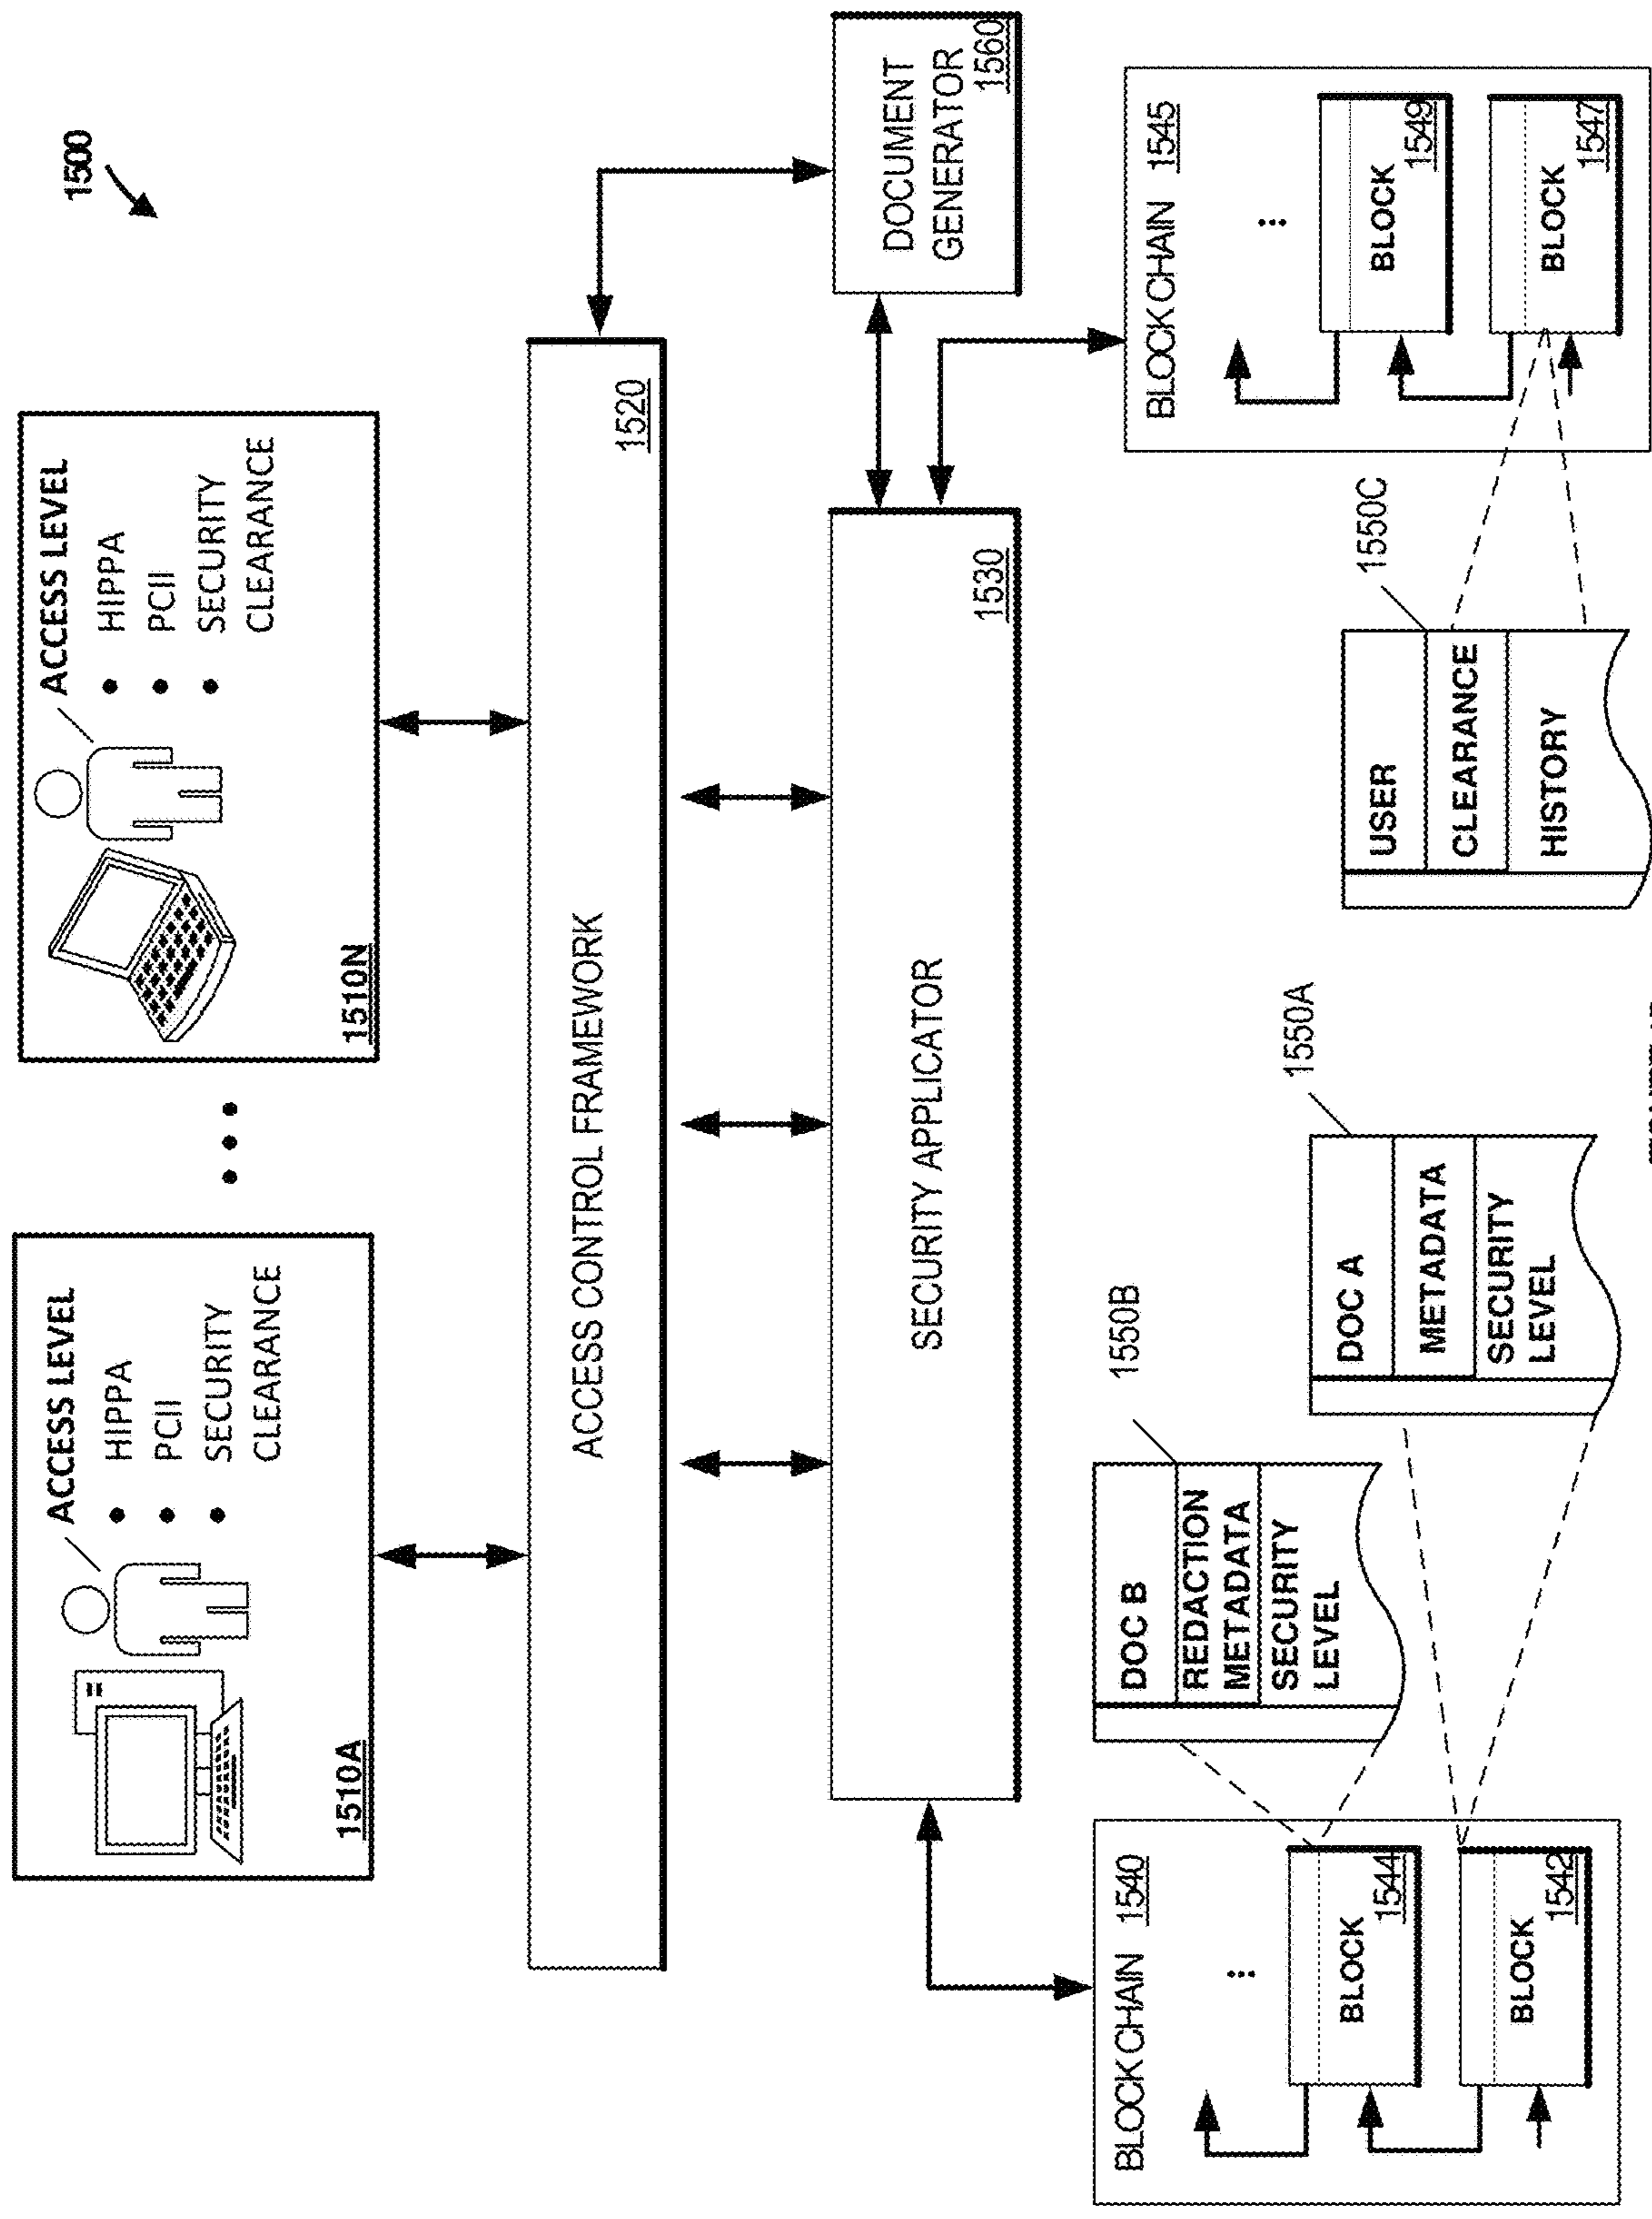 1500
ACCESS LEVEL
• HIPPA
• PCII
• SECURITY
CLEARANCE
1510A
• • •
ACCESS LEVEL
• HIPPA
• PCII
• SECURITY
CLEARANCE
1510N
ACCESS CONTROL FRAMEWORK
1520
SECURITY APPLICATOR
1530
DOCUMENT
GENERATOR
1560
BLOCK CHAIN 1540
...
BLOCK
1544
BLOCK
1542
1550B
DOC B
REDACTION
METADATA
SECURITY
LEVEL
1550A
DOC A
METADATA
SECURITY
LEVEL
1550C
USER
CLEARANCE
HISTORY
BLOCK CHAIN 1545
...
BLOCK
1549
BLOCK
1547